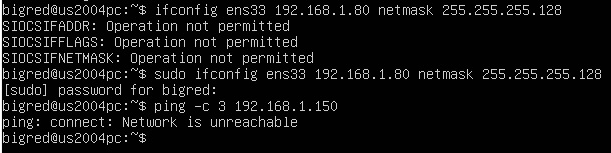 bigred@us2004pc:~$ ifconfig ens33 192.168.1.80 netmask 255.255.255.128
SIOCSIFADDR: Operation not permitted
SIOCSIFFLAGS: Operation not permitted
SIOCSIFNETMASK: Operation not permitted
bigred@us2004pc:~$ sudo ifconfig ens33 192.168.1.80 netmask 255.255.255.128
[sudo] password for bigred:
bigred@us2004pc:~$ ping -c 3 192.168.1.150
ping: connect: Network is unreachable
bigred@us2004pc:~$